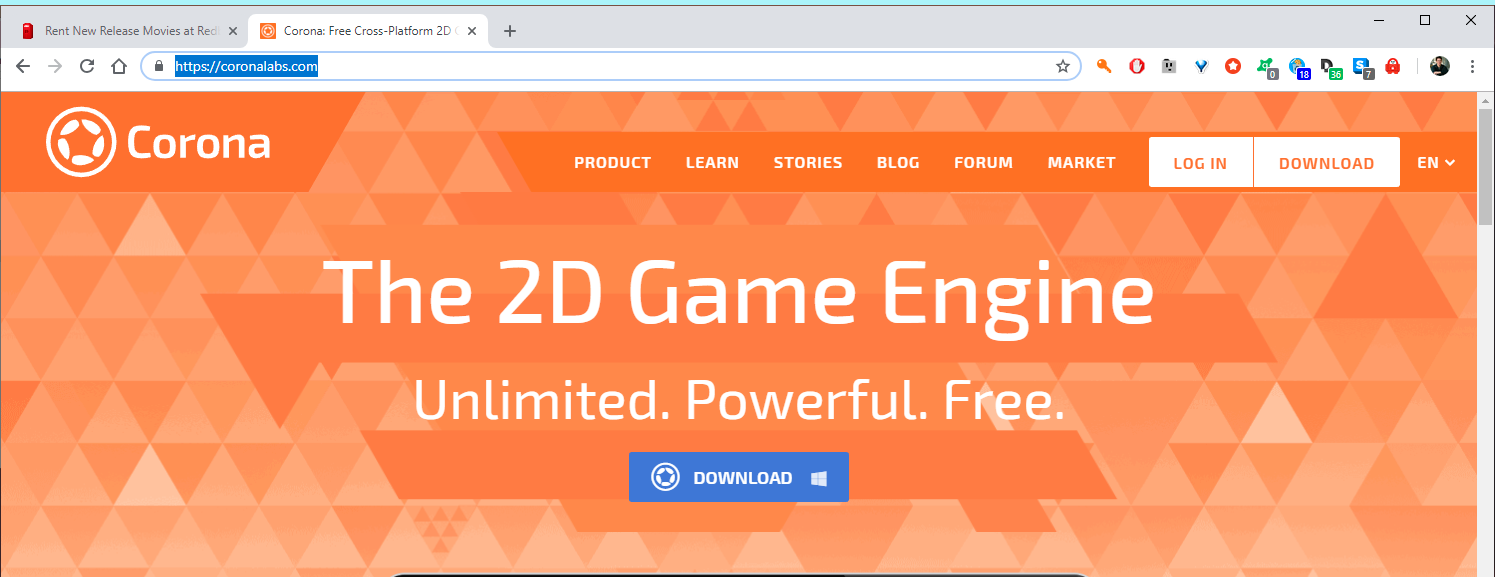 Rent New Release Movies at Red
Corona: Free Cross-Platform 2D
https://coronalabs.com
0
18
36
7
Corona
PRODUCT LEARN STORIES BLOG FORUM MARKET LOG IN DOWNLOAD EN
The 2D Game Engine
Unlimited. Powerful. Free.
DOWNLOAD